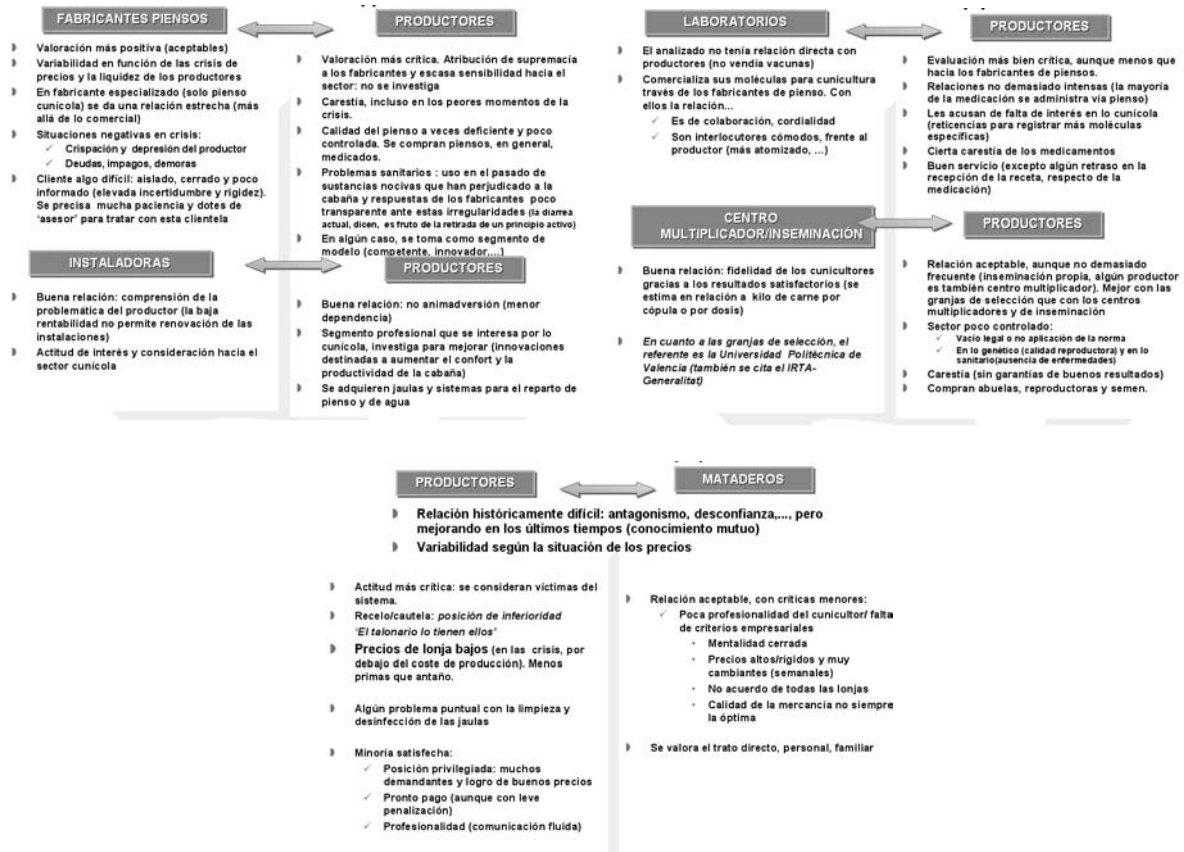 FABRICANTES PIENSOS
Valoración más positiva (aceptables)
Variabilidad en función de las crisis de
precios y la liquidez de los productores
En fabricante especializado (solo pienso
cunícola) se da una relación estrecha (más
allá de lo comercial)
Situaciones negativas en crisis:
Crispación y depresión del productor
Deudas, impagos, demoras
Cliente algo difícil: aislado, cerrado y poco
informado (elevada incertidumbre y rigidez).
Se precisa mucha paciencia y dotes de
‘asesor’ para tratar con esta clientela
PRODUCTORES
Valoración más crítica. Atribución de supremacía
a los fabricantes y escasa sensibilidad hacia el
sector: no se investiga
Carestía, incluso en los peores momentos de la
crisis.
Calidad del pienso a veces deficiente y poco
controlada. Se compran piensos, en general,
medicados.
Problemas sanitarios : uso en el pasado de
sustancias nocivas que han perjudicado a la
cabaña y respuestas de los fabricantes poco
transparente ante estas irregularidades (la diarrea
actual, dicen, es fruto de la retirada de un principio activo)
En algún caso, se toma como segmento de
modelo (competente, innovador,...)
INSTALADORAS
Buena relación: comprensión de la
problemática del productor (la baja
rentabilidad no permite renovación de las
instalaciones)
Actitud de interés y consideración hacia el
sector cunícola
PRODUCTORES
Buena relación: no animadversión (menor
dependencia)
Segmento profesional que se interesa por lo
cunícola, investiga para mejorar (innovaciones
destinadas a aumentar el confort y la
productividad de la cabaña)
Se adquieren jaulas y sistemas para el reparto de
pienso y de agua
LABORATORIOS
El analizado no tenía relación directa con
productores (no vendía vacunas)
Comercializa sus moléculas para cunicultura
través de los fabricantes de pienso. Con
ellos la relación...
Es de colaboración, cordialidad
Son interlocutores cómodos, frente al
productor (más atomizado, ...)
PRODUCTORES
Evaluación más bien crítica, aunque menos que
hacia los fabricantes de piensos.
Relaciones no demasiado intensas (la mayoría
de la medicación se administra vía pienso)
Les acusan de falta de interés en lo cunícola
(reticencias para registrar más moléculas
específicas)
Cierta carestía de los medicamentos
Buen servicio (excepto algún retraso en la
recepción de la receta, respecto de la
medicación)
CENTRO
MULTIPLICADOR/INSEMINACIÓN
Buena relación: fidelidad de los cunicultores
gracias a los resultados satisfactorios (se
estima en relación a kilo de carne por
cópula o por dosis)
En cuanto a las granjas de selección, el
referente es la Universidad Politécnica de
Valencia (también se cita el IRTA-
Generalitat)
PRODUCTORES
Relación aceptable, aunque no demasiado
frecuente (inseminación propia, algún productor
es también centro multiplicador). Mejor con las
granjas de selección que con los centros
multiplicadores y de inseminación
Sector poco controlado:
Vacío legal o no aplicación de la norma
En lo genético (calidad reproductora) y en lo
sanitario(ausencia de enfermedades)
Carestía (sin garantías de buenos resultados)
Compran abuelas, reproductoras y semen.
PRODUCTORES
MATADEROS
Relación históricamente difícil: antagonismo, desconfianza,..., pero
mejorando en los últimos tiempos (conocimiento mutuo)
Variabilidad según la situación de los precios
Actitud más crítica: se consideran víctimas del
sistema.
Recelo/cautela: posición de inferioridad
‘El talonario lo tienen ellos’
Precios de lonja bajos (en las crisis, por
debajo del coste de producción). Menos
primas que antaño.
Algún problema puntual con la limpieza y
desinfección de las jaulas
Minoría satisfecha:
Posición privilegiada: muchos
demandantes y logro de buenos precios
Pronto pago (aunque con leve
penalización)
Profesionalidad (comunicación fluida)
Relación aceptable, con críticas menores:
Poca profesionalidad del cunicultor/ falta
de criterios empresariales
Mentalidad cerrada
Precios altos/rígidos y muy
cambiantes (semanales)
No acuerdo de todas las lonjas
Calidad de la mercancía no siempre
la óptima
Se valora el trato directo, personal, familiar